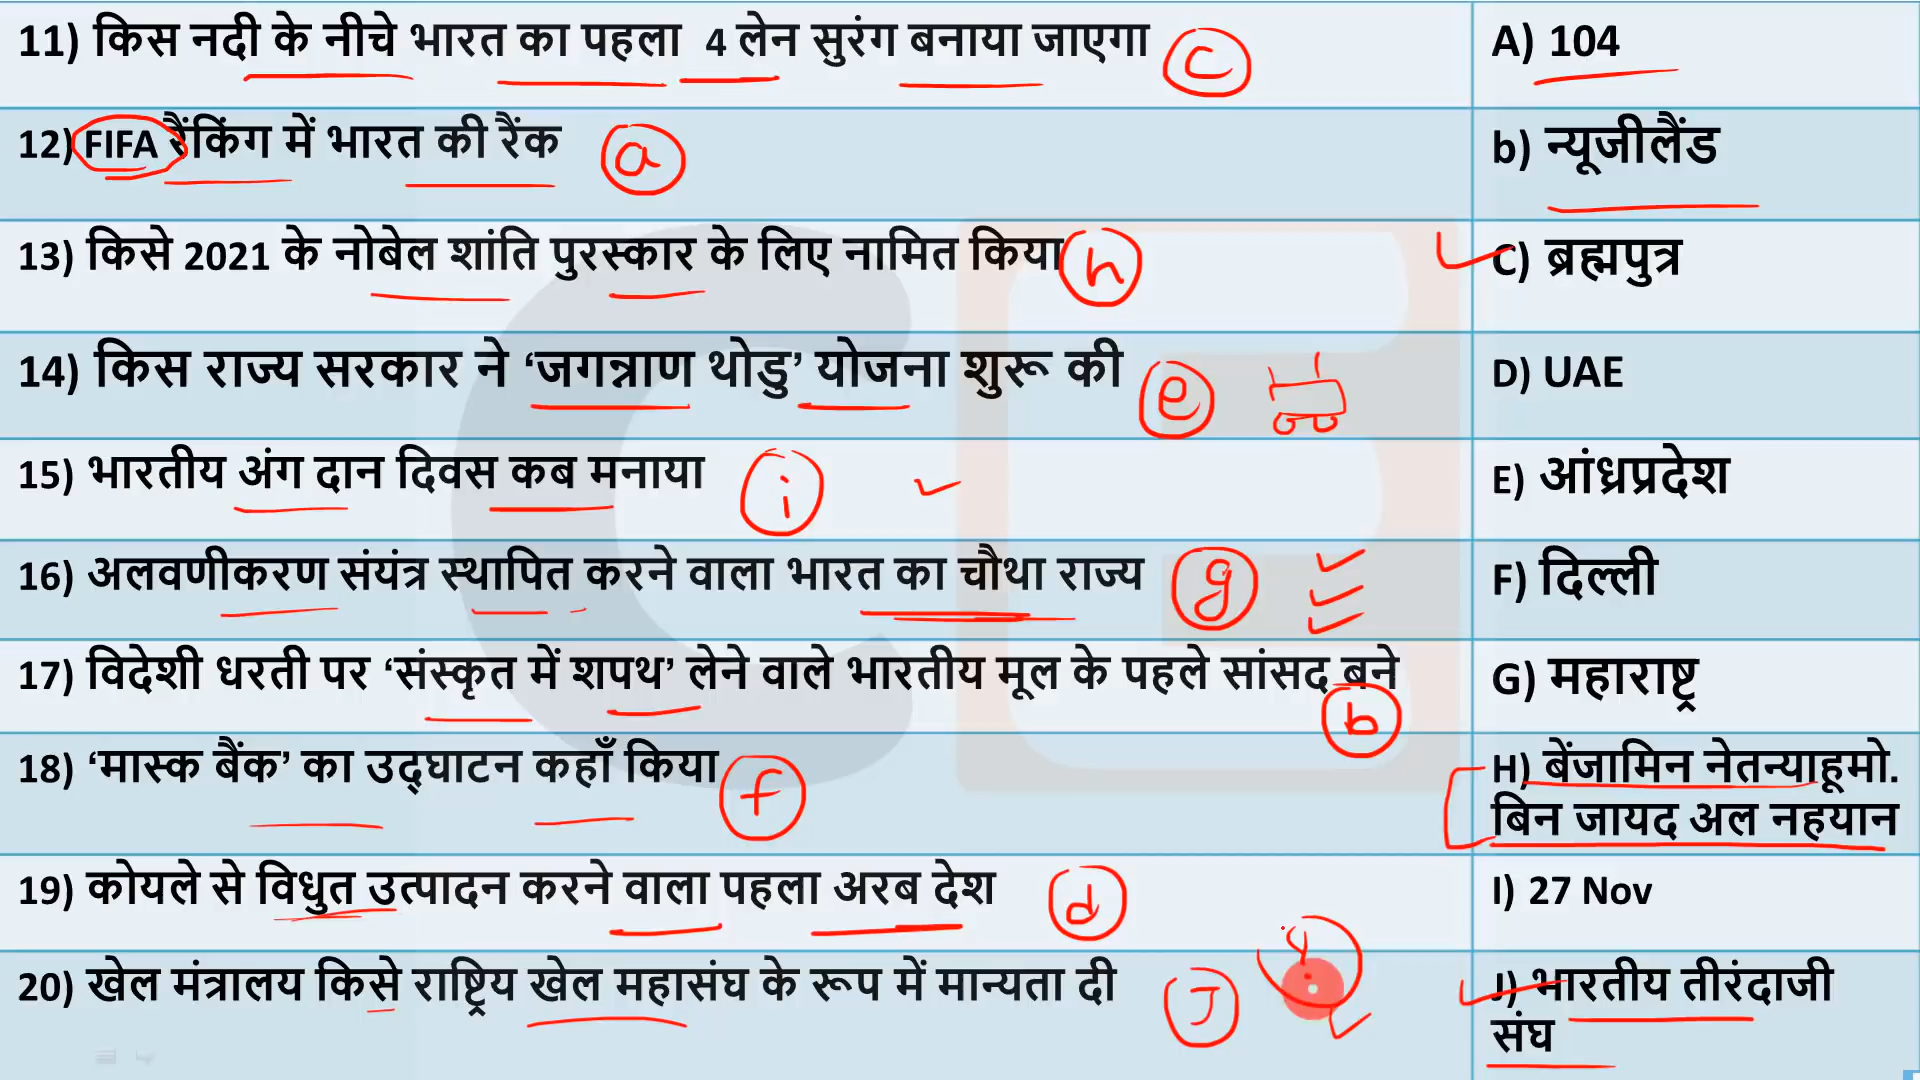 11) किस नदी के नीचे भारत का पहला 4 लेन सुरंग बनाया जाएगा C A) 104
12) FIFA रैंकिंग में भारत की रैंक a b) न्यूजीलैंड
13) किसे 2021 के नोबेल शांति पुरस्कार के लिए नामित किया h C) ब्रह्मपुत्र
14) किस राज्य सरकार ने ‘जगन्नाण थोडु’ योजना शुरू की e D) UAE
15) भारतीय अंग दान दिवस कब मनाया i E) आंध्रप्रदेश
16) अलवणीकरण संयंत्र स्थापित करने वाला भारत का चौथा राज्य g F) दिल्ली
17) विदेशी धरती पर ‘संस्कृत में शपथ’ लेने वाले भारतीय मूल के पहले सांसद बने b G) महाराष्ट्र
18) ‘मास्क बैंक’ का उद्घाटन कहाँ किया f H) बेंजामिन नेतन्याहूमो.
बिन जायद अल नहयान
19) कोयले से विधुत उत्पादन करने वाला पहला अरब देश d I) 27 Nov
20) खेल मंत्रालय किसे राष्ट्रिय खेल महासंघ के रूप में मान्यता दी J J) भारतीय तीरंदाजी
संघ